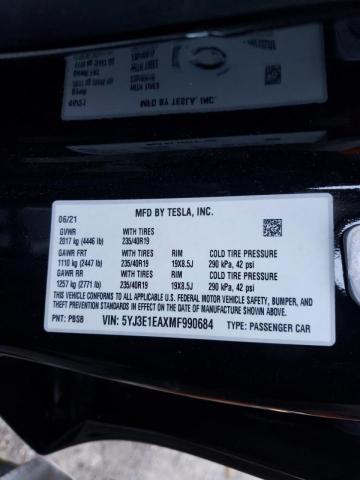 MFD BY TESLA, INC.
06/21
GVWR WITH TIRES
2017 kg (4446 lb) 235/40R19
GAWR FRT WITH TIRES RIM COLD TIRE PRESSURE
1110 kg (2447 lb) 235/40R19 19X8.5J 290 kPa, 42 psi
GAWR RR WITH TIRES RIM COLD TIRE PRESSURE
1257 kg (2771 lb) 235/40R19 19X8.5J 290 kPa, 42 psi
THIS VEHICLE CONFORMS TO ALL APPLICABLE U.S. FEDERAL MOTOR VEHICLE SAFETY, BUMPER, AND
THEFT PREVENTION STANDARDS IN EFFECT ON THE DATE OF MANUFACTURE SHOWN ABOVE.
PNT: PBSB VIN: 5YJ3E1EAXMF990684 TYPE: PASSENGER CAR